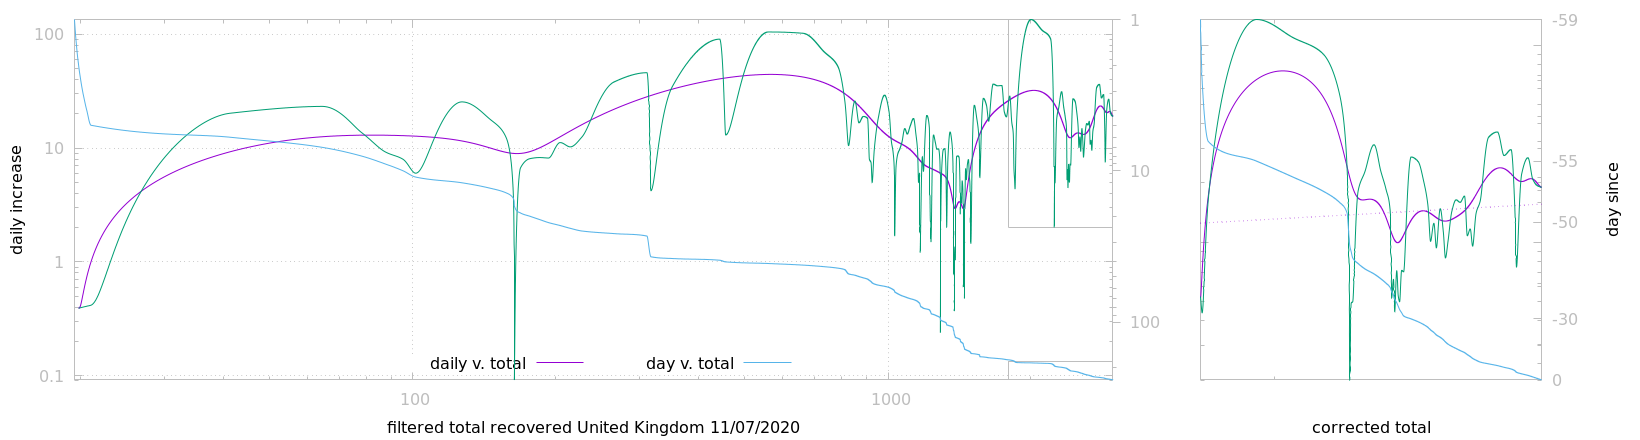 100
10
1
0.1
daily increase
100
1000
1
10
100
daily v. total
day v. total
filtered total recovered United Kingdom 11/07/2020
-59
-55
-50
-30
0
day since
corrected total